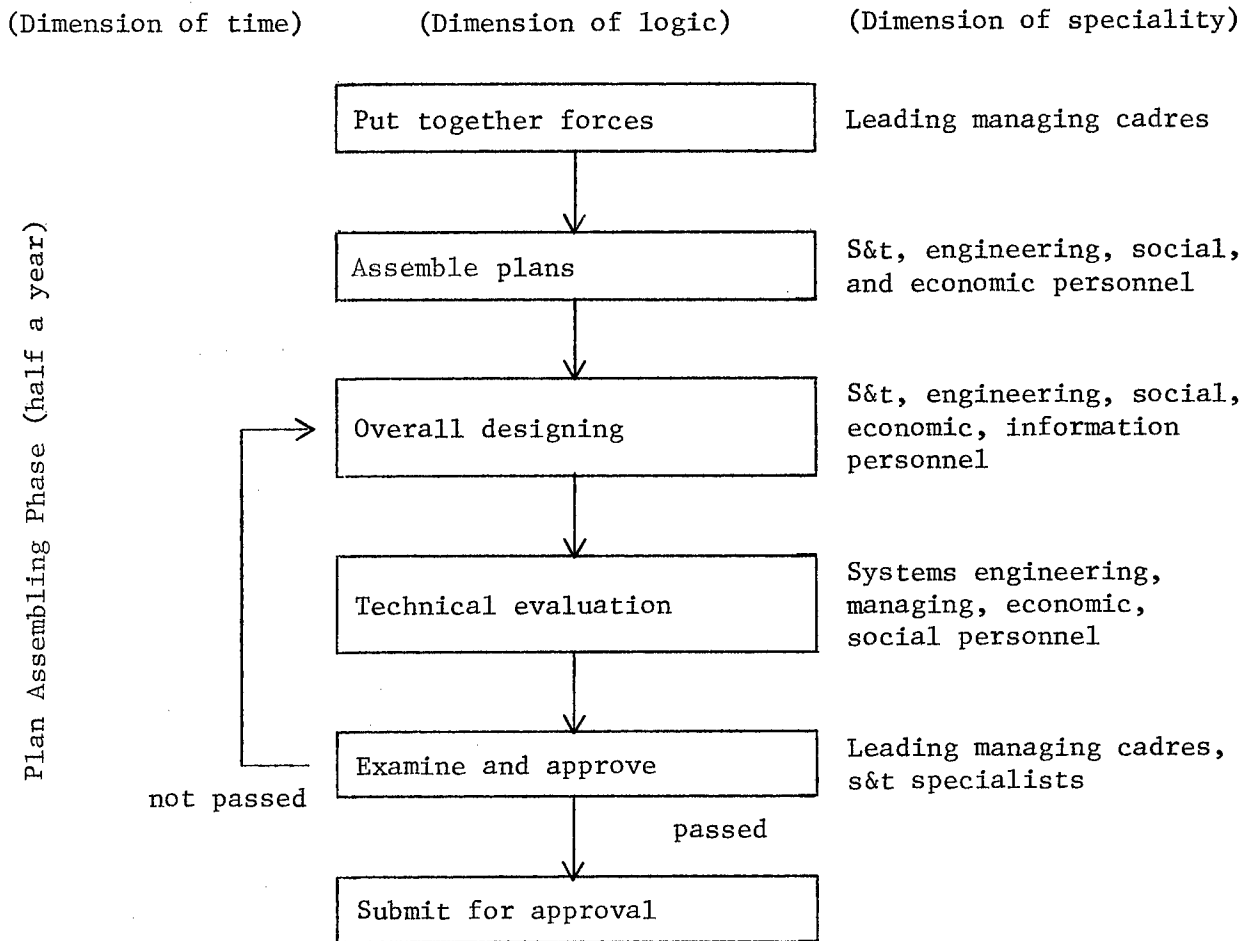 (Dimension of time) (Dimension of logic) (Dimension of speciality)
Put together forces
Leading managing cadres
Plan Assembling Phase (half a year)
Assemble plans
S&t, engineering, social,
and economic personnel
Overall designing
S&t, engineering, social,
economic, information
personnel
Technical evaluation
Systems engineering,
managing, economic,
social personnel
Examine and approve
Leading managing cadres,
s&t specialists
not passed
passed
Submit for approval